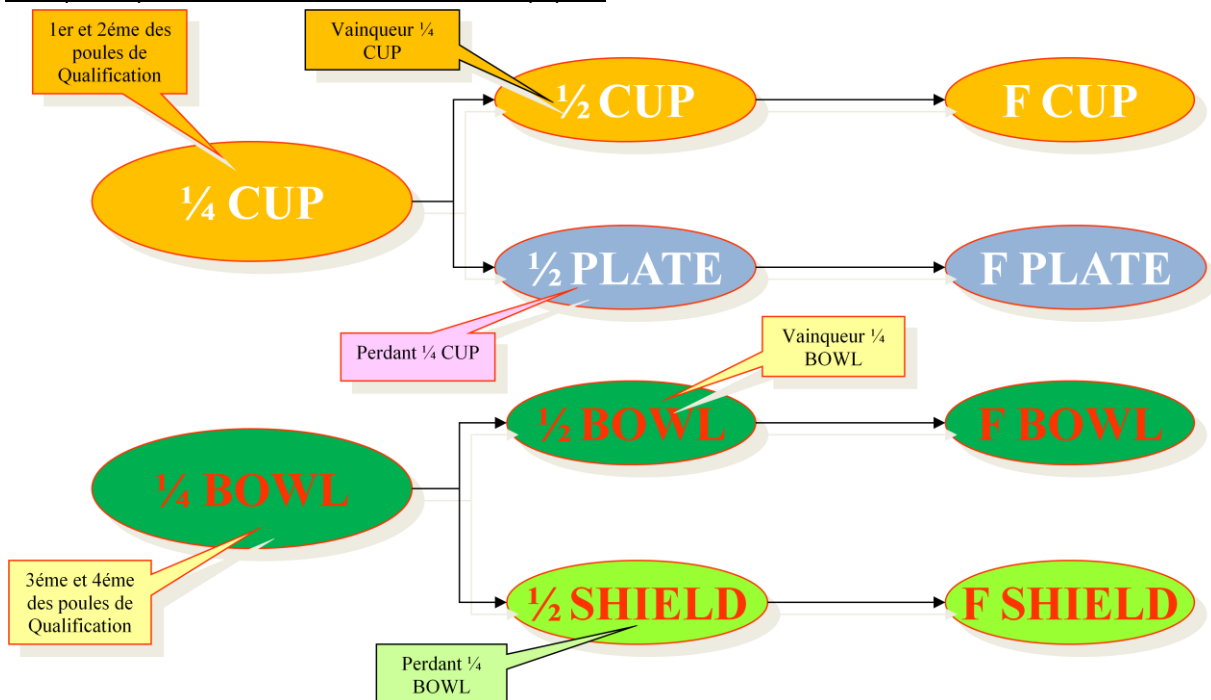 1er et 2éme des
poules de
Qualification
Vainqueur ¼
CUP
½ CUP
F CUP
¼ CUP
½ PLATE
F PLATE
Perdant ¼ CUP
Vainqueur ¼
BOWL
½ BOWL
F BOWL
¼ BOWL
3éme et 4éme
des poules de
Qualification
½ SHIELD
F SHIELD
Perdant ¼
BOWL